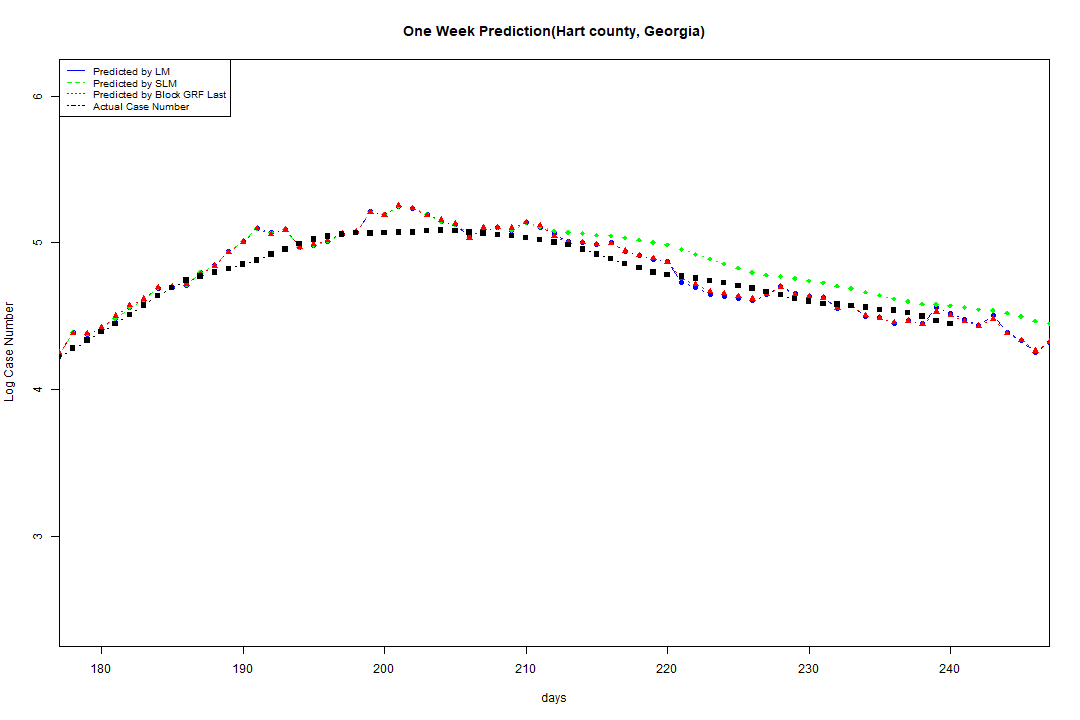 One Week Prediction(Hart county, Georgia)
Predicted by LM
Predicted by SLM
Predicted by Block GRF Last
Actual Case Number
6
5
4
3
Log Case Number
180 190 200 210 220 230 240
days